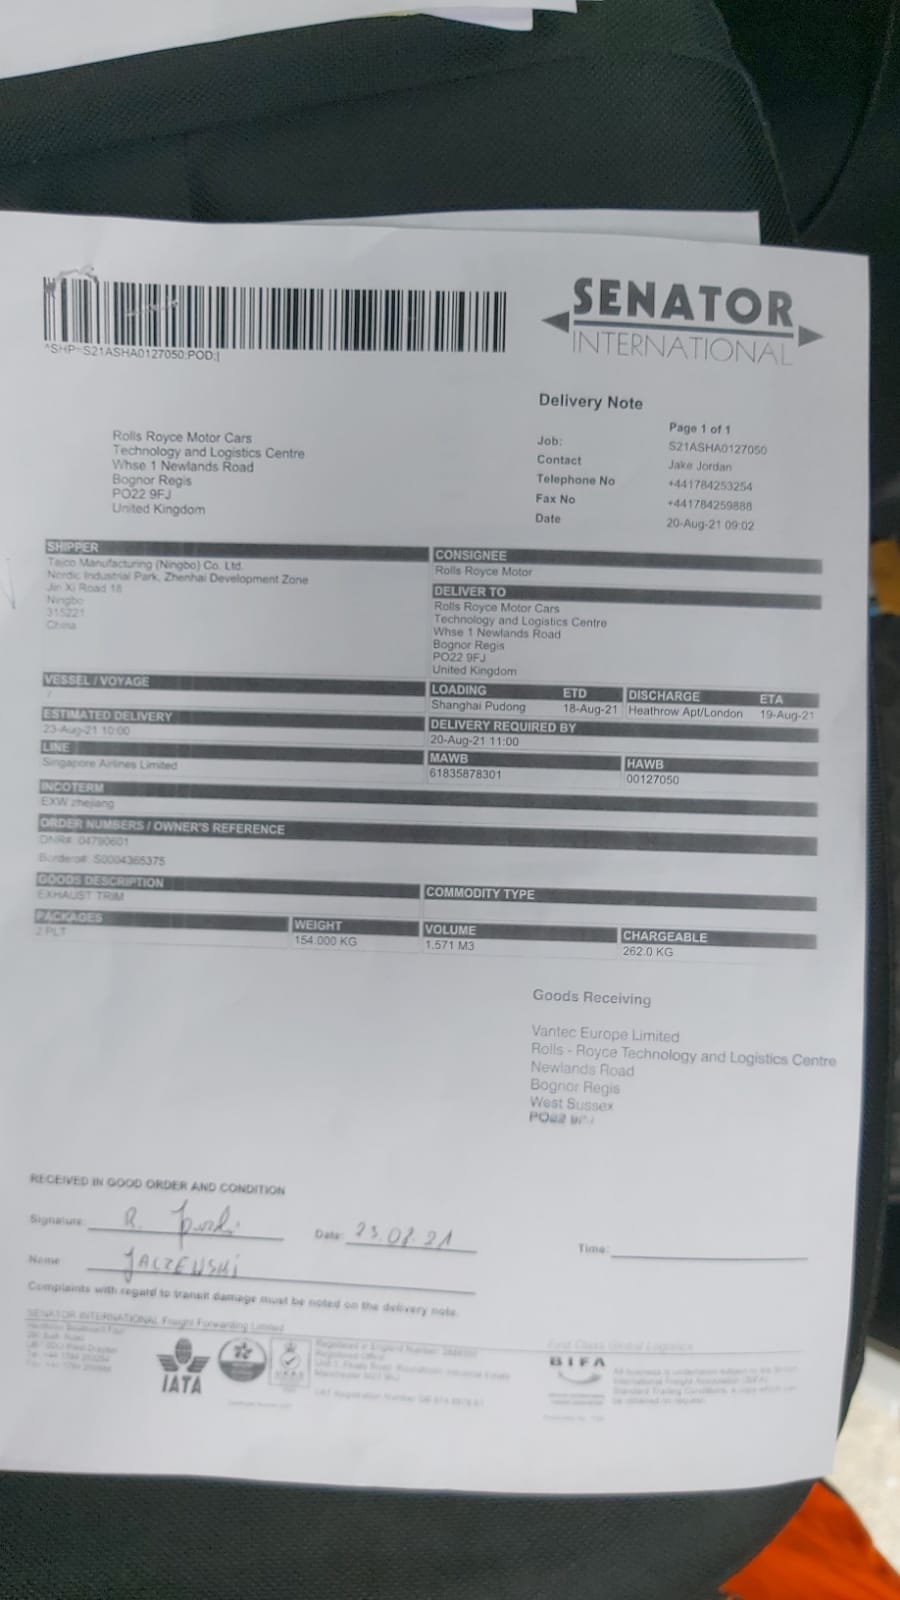 ^SHP=S21ASHA0127050:POD:|
SENATOR
INTERNATIONAL
Delivery Note
Page 1 of 1
Job: S21ASHA0127050
Contact Jake Jordan
Telephone No +441784253254
Fax No +441784259888
Date 20-Aug-21 09:02
Rolls Royce Motor Cars
Technology and Logistics Centre
Whse 1 Newlands Road
Bognor Regis
PO22 9FJ
United Kingdom
SHIPPER
Taico Manufacturing (Ningbo) Co. Ltd.
Nordic Industrial Park, Zhenhai Development Zone
Jin Xi Road 18
Ningbo
315221
China
CONSIGNEE
Rolls Royce Motor
DELIVER TO
Rolls Royce Motor Cars
Technology and Logistics Centre
Whse 1 Newlands Road
Bognor Regis
PO22 9FJ
United Kingdom
VESSEL / VOYAGE
/
LOADING ETD DISCHARGE ETA
Shanghai Pudong 18-Aug-21 Heathrow Apt/London 19-Aug-21
ESTIMATED DELIVERY
23-Aug-21 10:00
DELIVERY REQUIRED BY
20-Aug-21 11:00
LINE
Singapore Airlines Limited
MAWB HAWB
61835878301 00127050
INCOTERM
EXW zhejiang
ORDER NUMBERS / OWNER'S REFERENCE
DNR#: 04790601
Bordero#: S0004365375
GOODS DESCRIPTION COMMODITY TYPE
EXHAUST TRIM
PACKAGES WEIGHT VOLUME CHARGEABLE
2 PLT 154.000 KG 1.571 M3 262.0 KG
Goods Receiving
Vantec Europe Limited
Rolls - Royce Technology and Logistics Centre
Newlands Road
Bognor Regis
West Sussex
PO22
RECEIVED IN GOOD ORDER AND CONDITION
Signature: R. Date: 23.08.21 Time:
Name JALZENSKI
Complaints with regard to transit damage must be noted on the delivery note.
SENATOR INTERNATIONAL Freight Forwarding Limited
IATA
First Class Global Logistics
BIFA